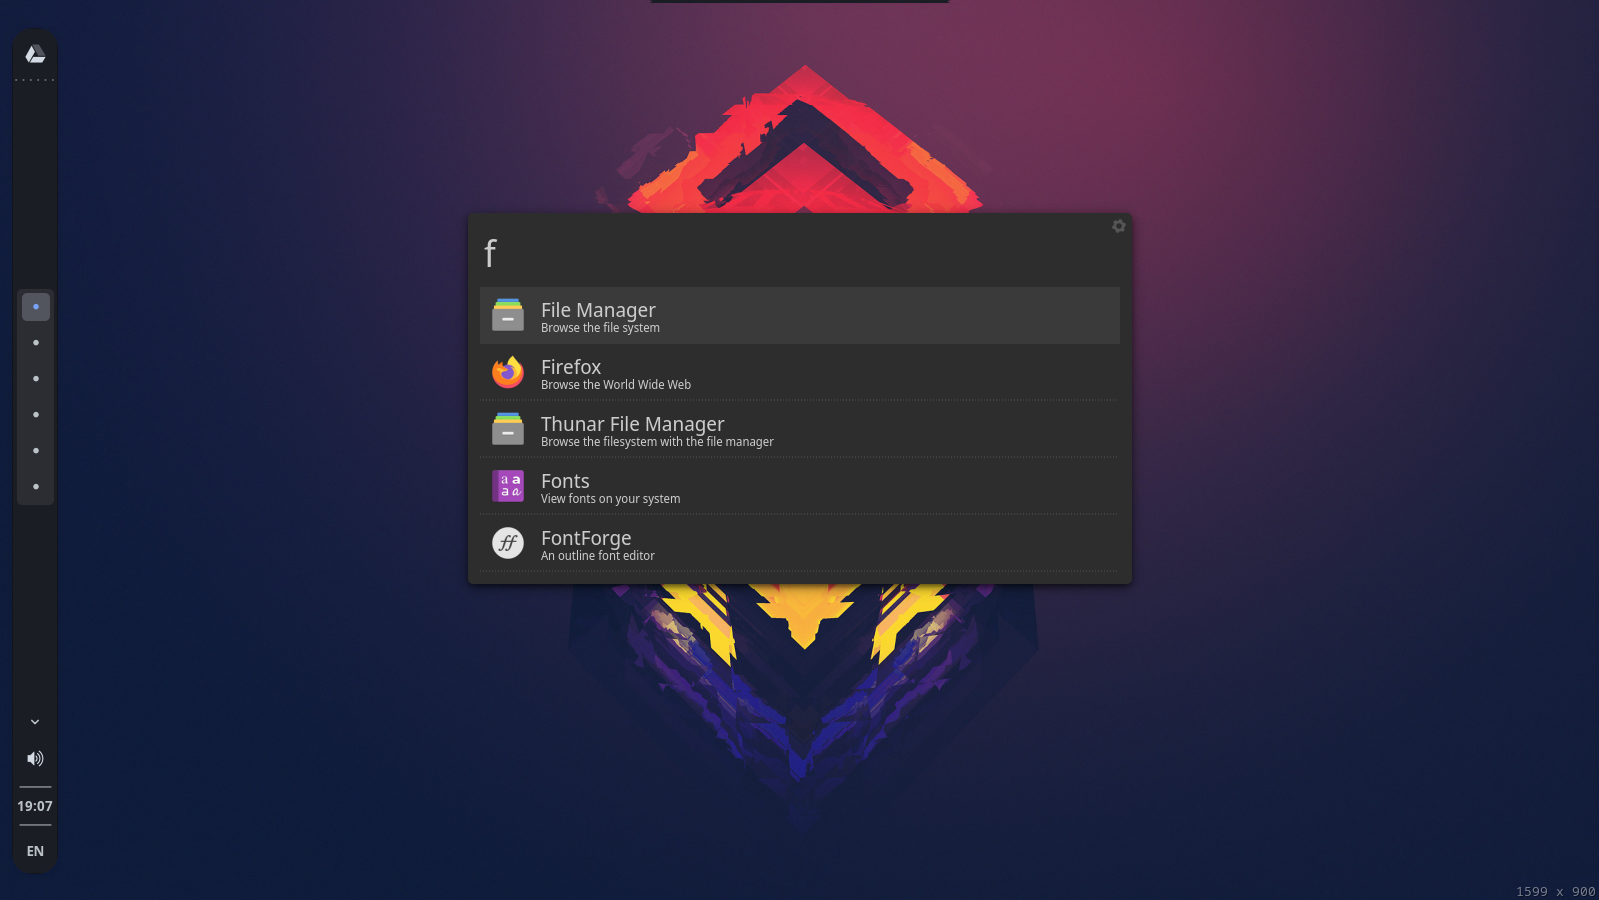 f
File Manager
Browse the file system
Firefox
Browse the World Wide Web
Thunar File Manager
Browse the filesystem with the file manager
a a
a a
Fonts
View fonts on your system
ff
FontForge
An outline font editor
19:07
EN
1599 x 900